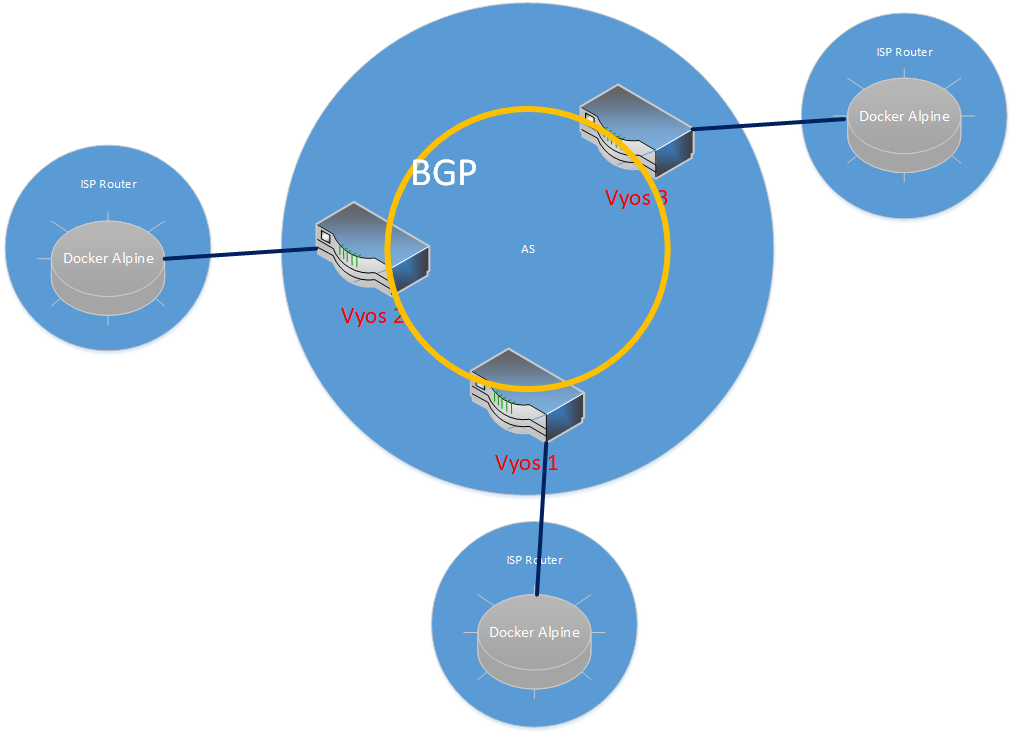 ISP Router
Docker Alpine
BGP
ISP Router
Vyos 3
Docker Alpine
AS
Vyos 2
Vyos 1
ISP Router
Docker Alpine